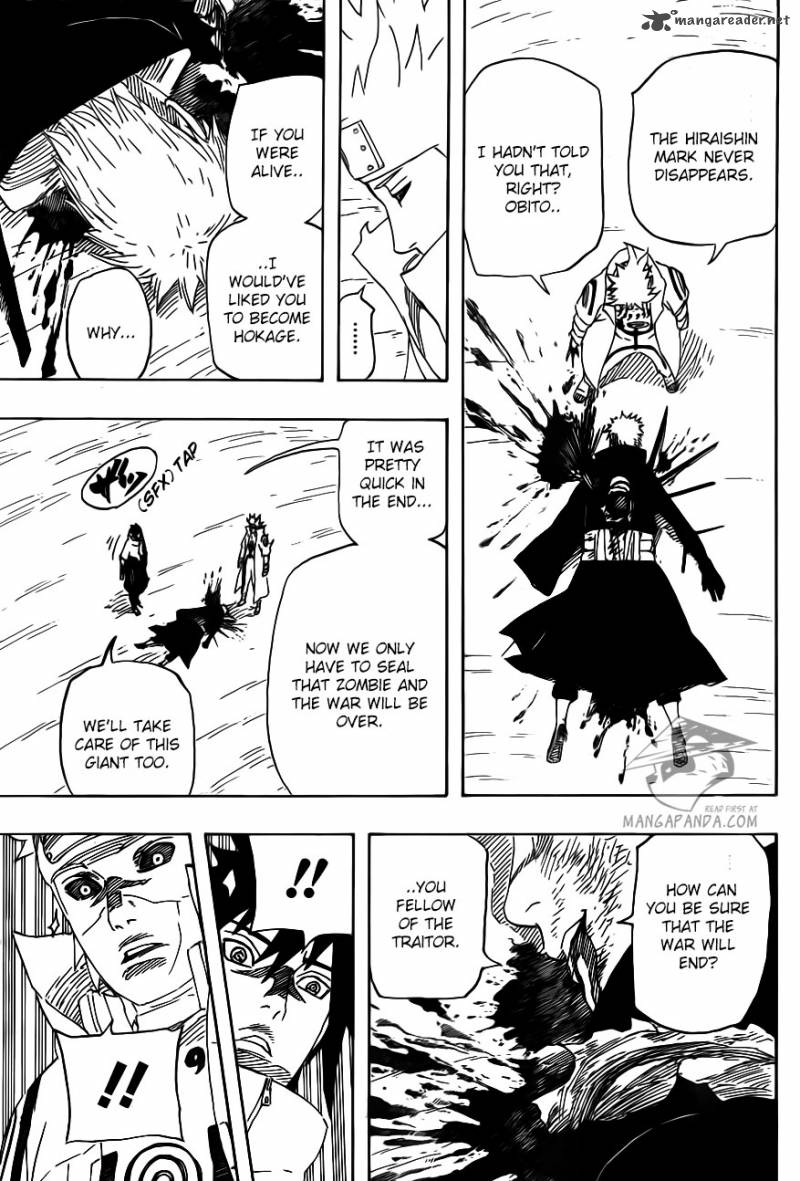 mangareader.net
THE HIRAISHIN
MARK NEVER
DISAPPEARS.
I HADN'T TOLD
YOU THAT,
RIGHT?
OBITO..
........
IF YOU
WERE
ALIVE..
..I
WOULD'VE
LIKED YOU
TO BECOME
HOKAGE.
WHY...
IT WAS
PRETTY
QUICK IN
THE END...
NOW WE ONLY
HAVE TO SEAL
THAT ZOMBIE AND
THE WAR WILL BE
OVER.
(SFX) TAP
WE'LL TAKE
CARE OF THIS
GIANT TOO.
READ FIRST AT
MANGAPANDA.COM
HOW CAN
YOU BE SURE
THAT THE
WAR WILL
END?
..YOU
FELLOW
OF THE
TRAITOR.
!!
!!